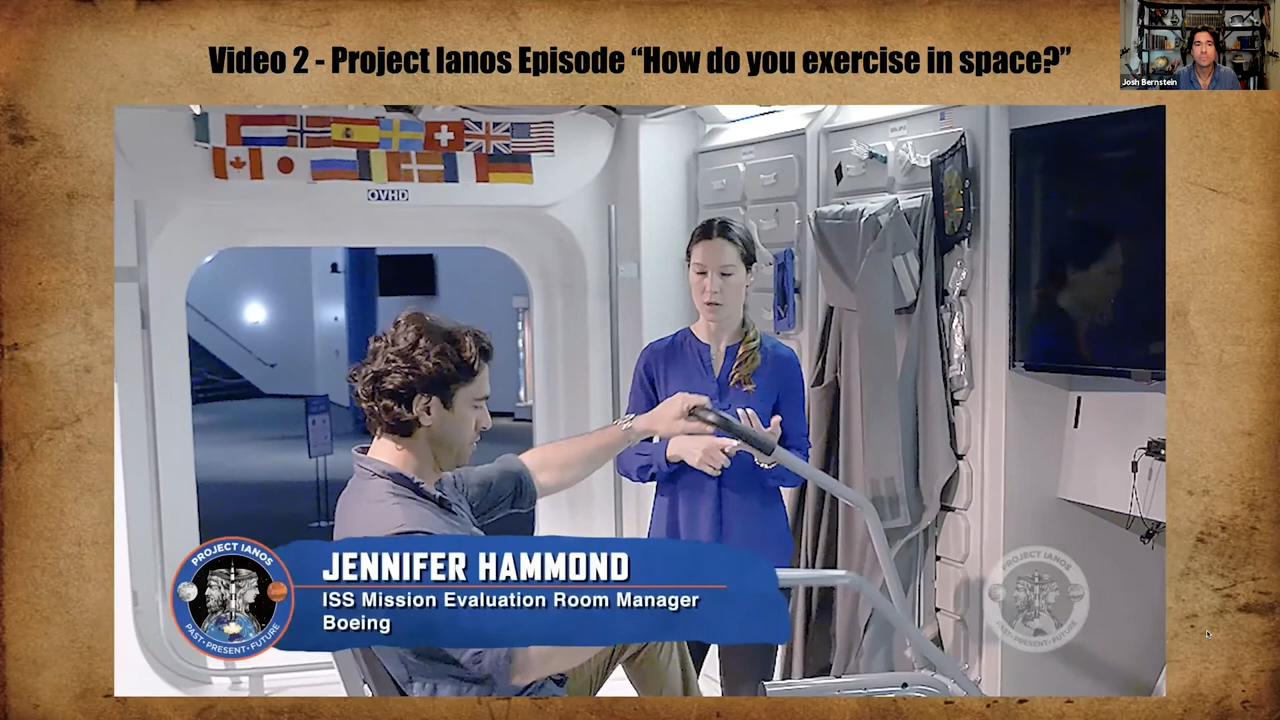 Video 2 - Project Ianos Episode “How do you exercise in space?”
Josh Bernstein
OVHD
JENNIFER HAMMOND
ISS Mission Evaluation Room Manager
Boeing
PROJECT IANOS
PAST • PRESENT • FUTURE
PROJECT IANOS
PAST • PRESENT • FUTURE